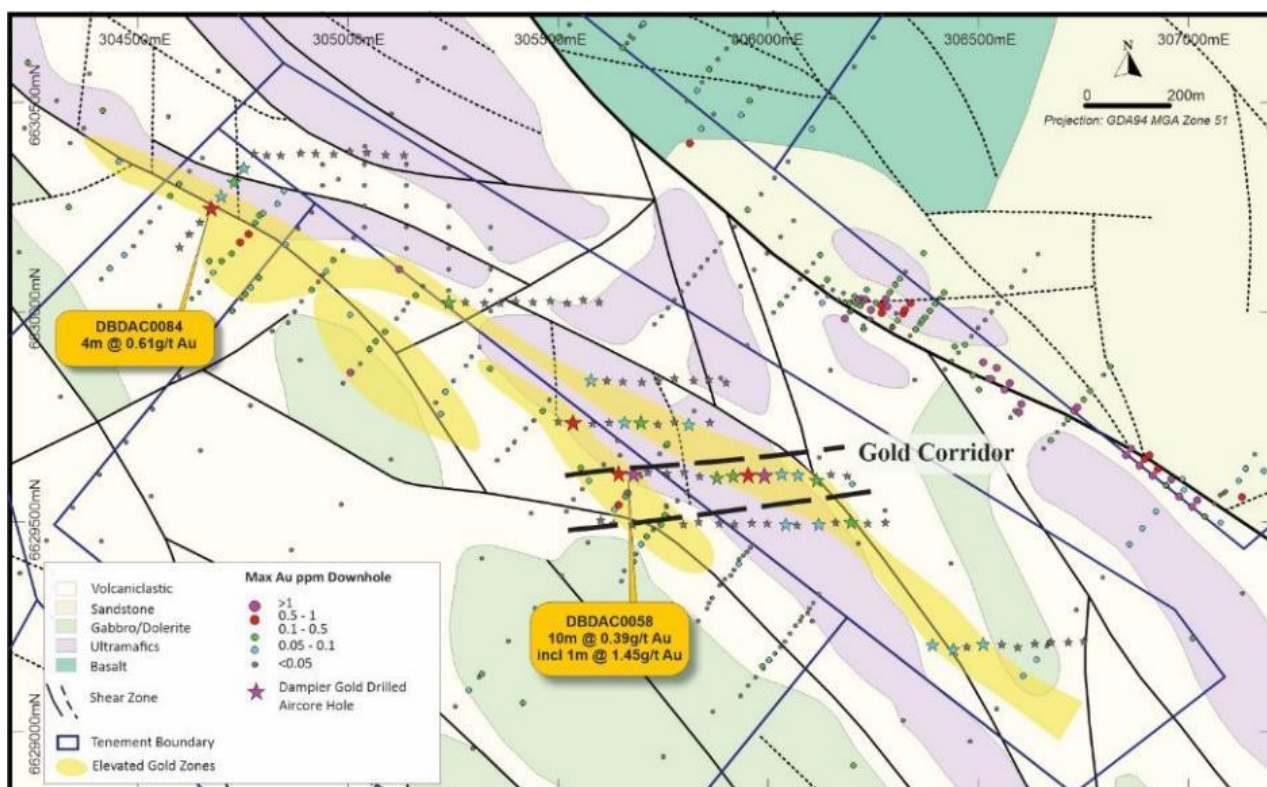 304500mE
305000mE
305500mE
306000mE
306500mE
307000mE
N
0 200m
Projection: GDA94 MGA Zone 51
6630500mN
6630000mN
6629500mN
6629000mN
DBDAC0084
4m @ 0.61g/t Au
Gold Corridor
DBDAC0058
10m @ 0.39g/t Au
incl 1m @ 1.45g/t Au
Volcaniclastic
Sandstone
Gabbro/Dolerite
Ultramafics
Basalt
Shear Zone
Tenement Boundary
Elevated Gold Zones
Max Au ppm Downhole
>1
0.5 - 1
0.1 - 0.5
0.05 - 0.1
<0.05
Dampier Gold Drilled
Aircore Hole